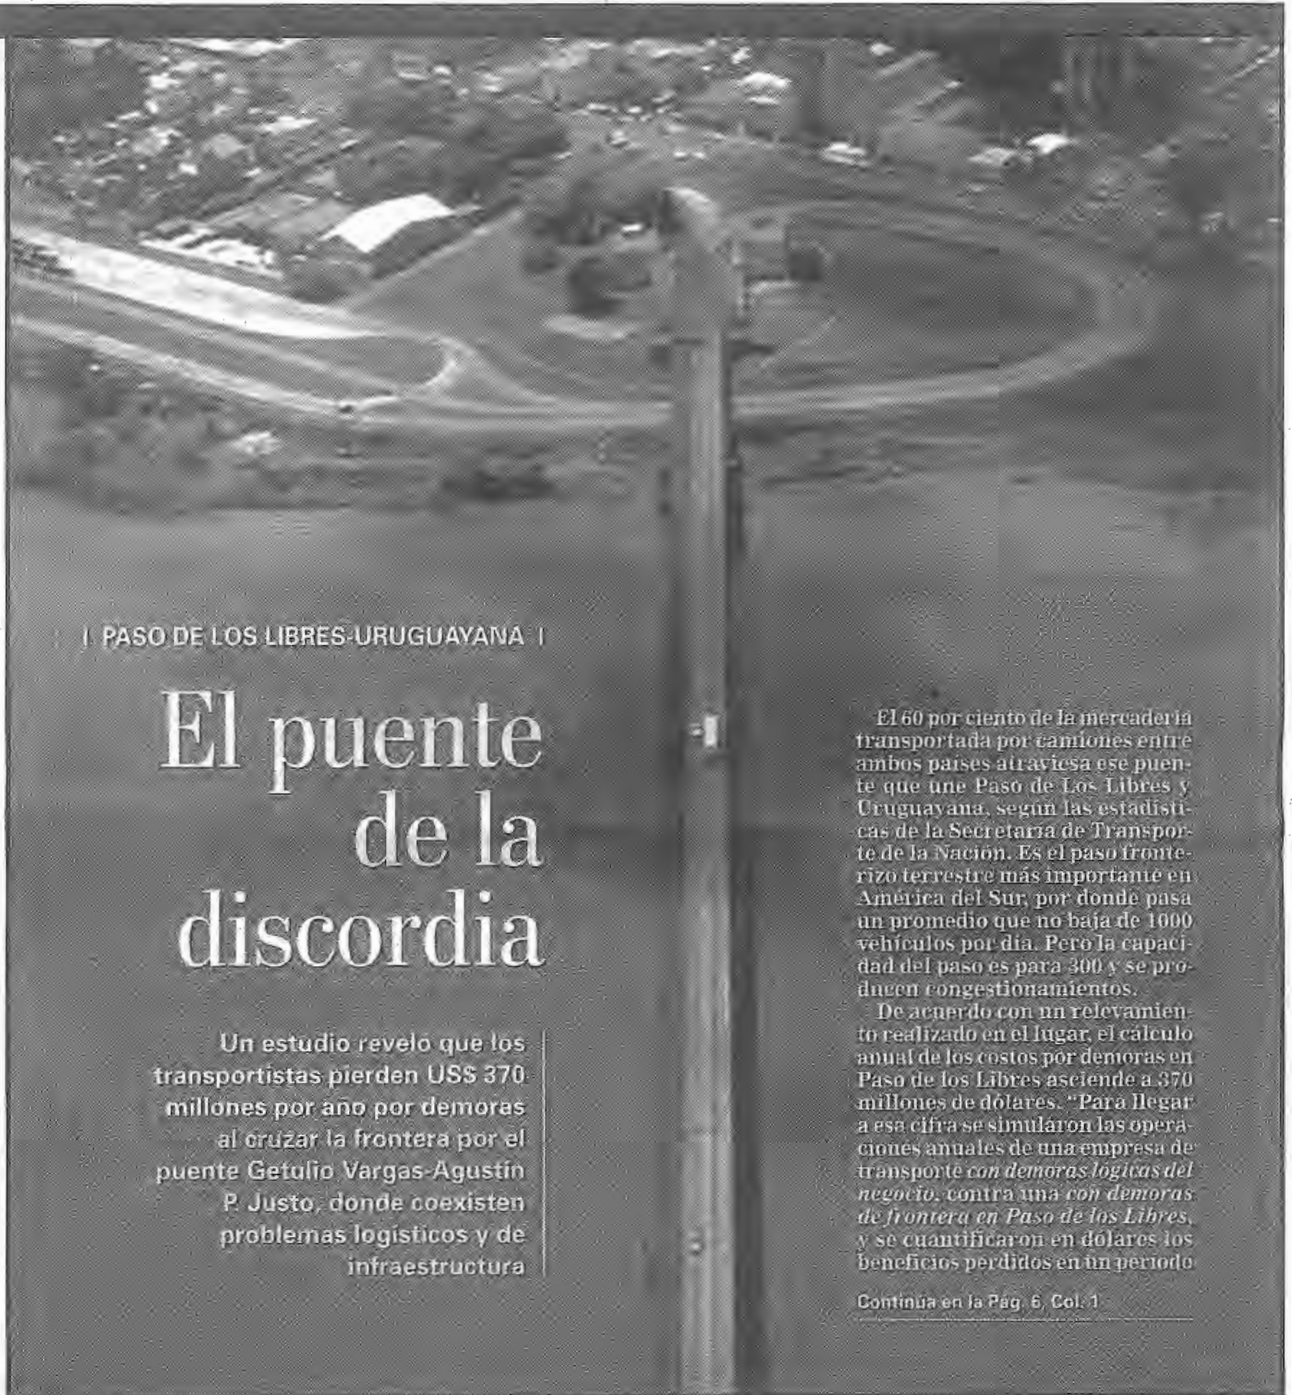 | PASO DE LOS LIBRES-URUGUAYANA |
El puente
de la
discordia
Un estudio reveló que los
transportistas pierden US$ 370
millones por año por demoras
al cruzar la frontera por el
puente Getulio Vargas-Agustín
P. Justo, donde coexisten
problemas logísticos y de
infraestructura
El 60 por ciento de la mercadería
transportada por camiones entre
ambos países atraviesa ese puen-
te que une Paso de Los Libres y
Uruguayana, según las estadísti-
cas de la Secretaría de Transpor-
te de la Nación. Es el paso fronte-
rizo terrestre más importante en
América del Sur, por donde pasa
un promedio que no baja de 1000
vehículos por día. Pero la capaci-
dad del paso es para 300 y se pro-
ducen congestionamientos.
De acuerdo con un relevamien-
to realizado en el lugar, el cálculo
anual de los costos por demoras en
Paso de los Libres asciende a 370
millones de dólares. "Para llegar
a esa cifra se simularon las opera-
ciones anuales de una empresa de
transporte con demoras lógicas del
negocio, contra una con demoras
de frontera en Paso de los Libres,
y se cuantificaron en dólares los
beneficios perdidos en un período
Continúa en la Pág. 6, Col. 1